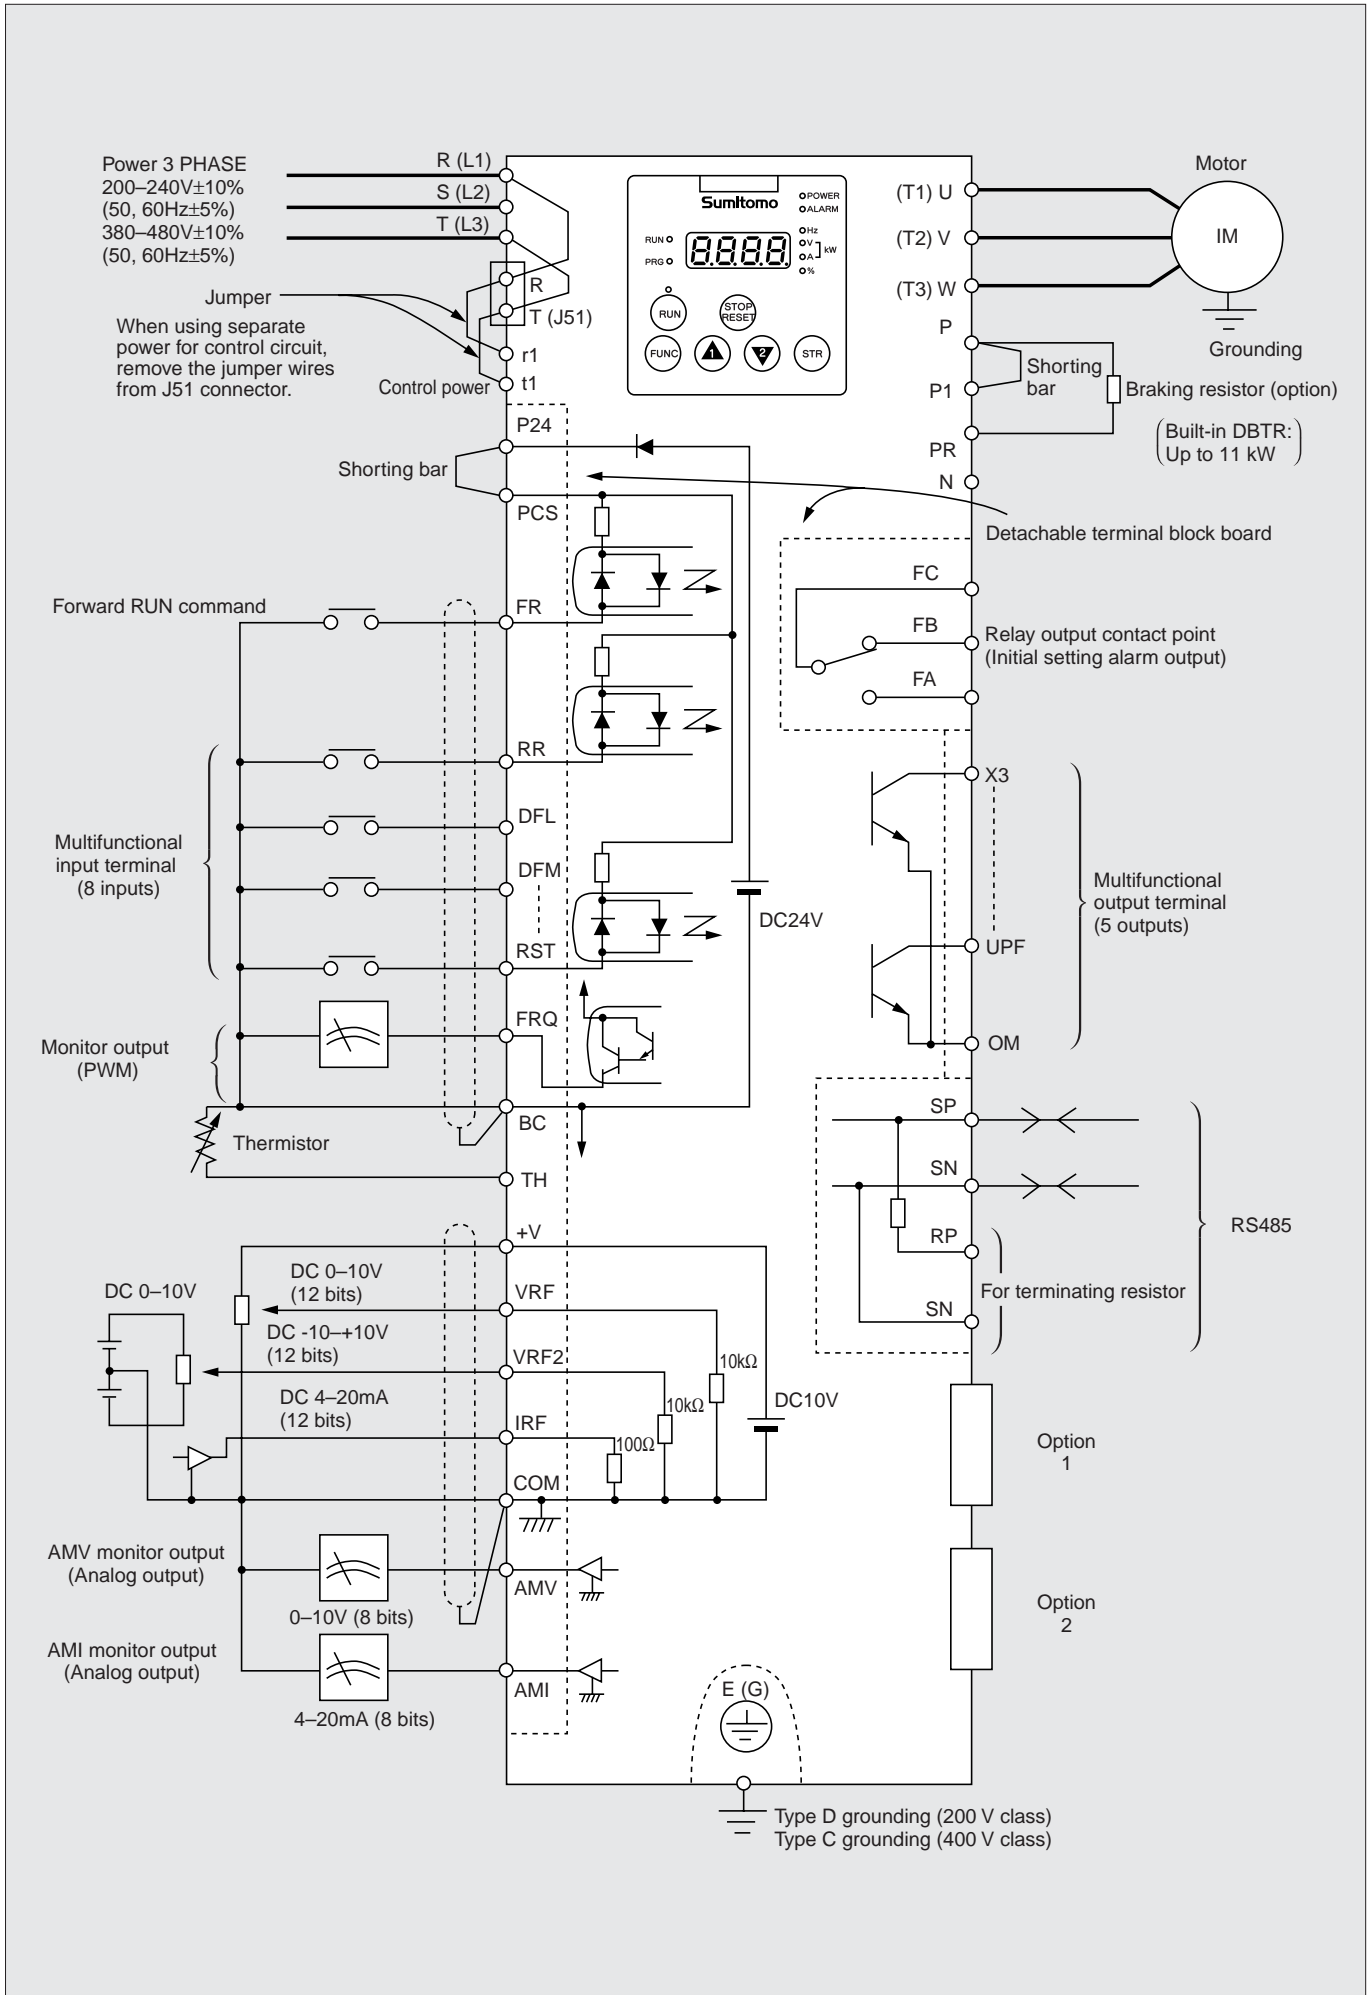 Power 3 PHASE
200–240V±10%
(50, 60Hz±5%)
380–480V±10%
(50, 60Hz±5%)
R (L1)
S (L2)
T (L3)
Jumper
When using separate
power for control circuit,
remove the jumper wires
from J51 connector.
R
T (J51)
r1
t1
Control power
Sumitomo
POWER
ALARM
RUN
PRG
8.8.8.8.
Hz
V
A
kW
%
RUN
STOP
RESET
FUNC
1
2
STR
(T1) U
(T2) V
(T3) W
Motor
IM
Grounding
P
P1
PR
N
Shorting
bar
Braking resistor (option)
(Built-in DBTR:
Up to 11 kW)
P24
Shorting bar
PCS
Detachable terminal block board
Forward RUN command
FR
RR
DFL
DFM
RST
Multifunctional
input terminal
(8 inputs)
DC24V
FC
FB
FA
Relay output contact point
(Initial setting alarm output)
X3
UPF
OM
Multifunctional
output terminal
(5 outputs)
Monitor output
(PWM)
FRQ
BC
Thermistor
TH
SP
SN
RP
SN
RS485
For terminating resistor
+V
DC 0–10V
DC 0–10V
(12 bits)
VRF
DC -10–+10V
(12 bits)
VRF2
DC 4–20mA
(12 bits)
IRF
COM
10kΩ
10kΩ
100Ω
DC10V
Option
1
Option
2
AMV monitor output
(Analog output)
0–10V (8 bits)
AMV
AMI monitor output
(Analog output)
4–20mA (8 bits)
AMI
E (G)
Type D grounding (200 V class)
Type C grounding (400 V class)